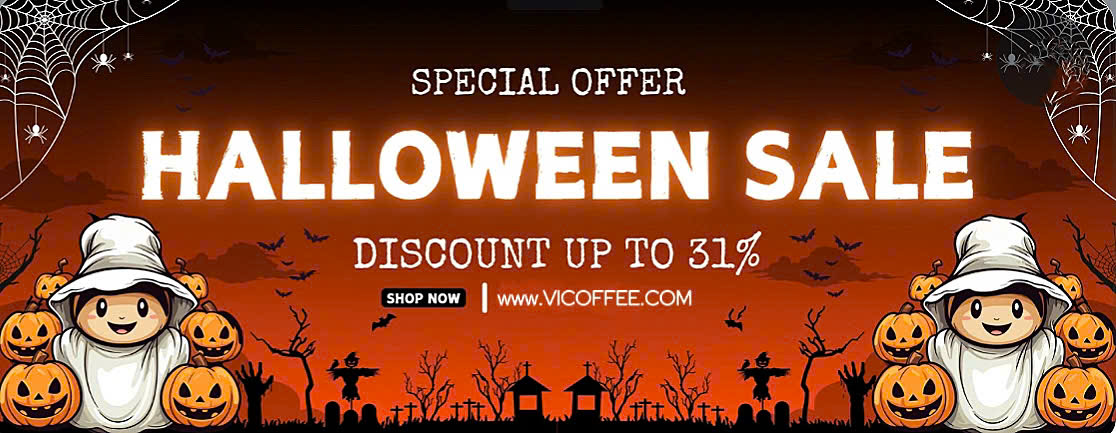 SPECIAL OFFER
HALLOWEEN SALE
DISCOUNT UP TO 31%
SHOP NOW | www.VICOFFEE.COM